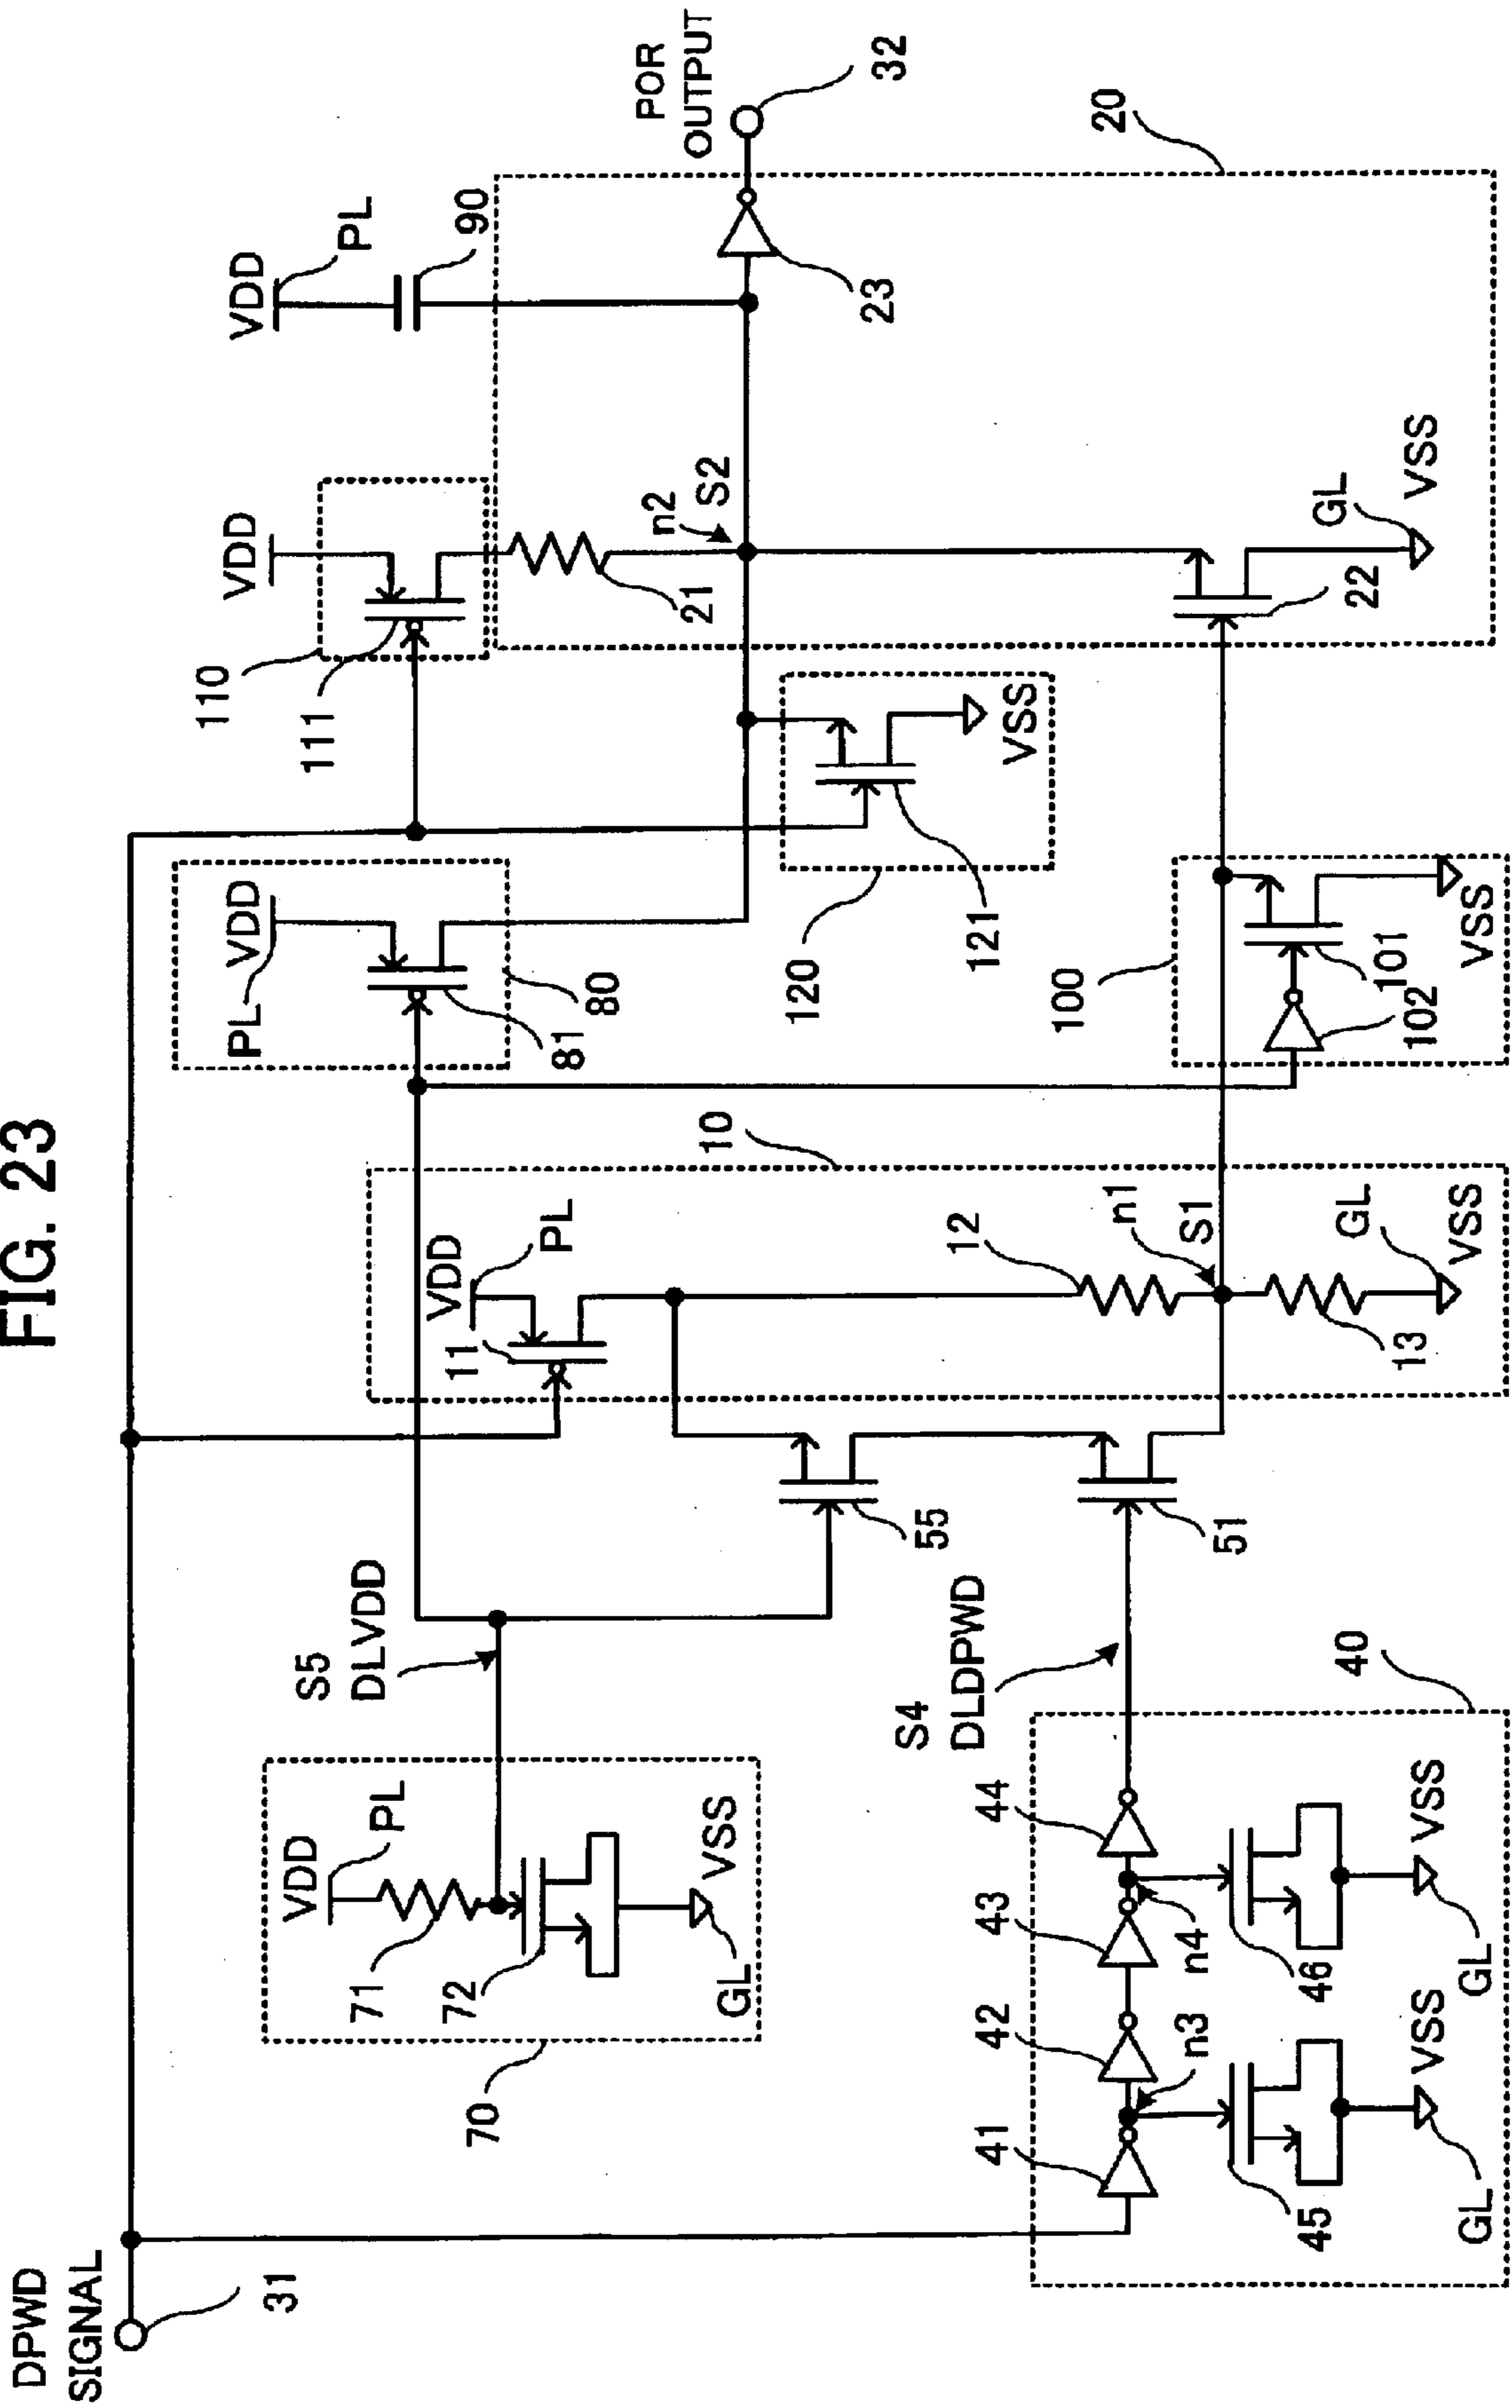 FIG. 23
DPWD
SIGNAL
31
VDD
PL
71
72
70
GL
VSS
S5
DLVDD
S4
DLDPWD
40
41
42
43
44
n3
n4
45
46
GL
VSS
GL
VSS
55
51
10
VDD
PL
11
12
n1
S1
13
GL
VSS
PL
VDD
80
81
100
101
102
VSS
120
121
VSS
110
111
VDD
21
n2
S2
22
GL
VSS
VDD
PL
90
23
20
POR
OUTPUT
32